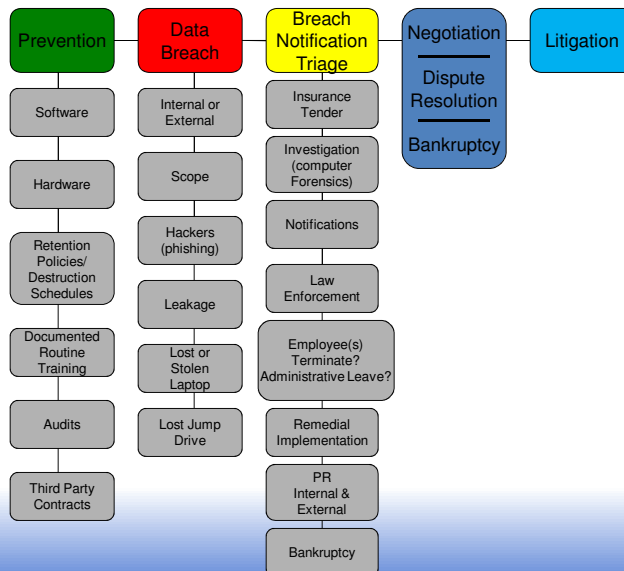 Prevention
Software
Hardware
Retention
Policies/
Destruction
Schedules
Documented
Routine
Training
Audits
Third Party
Contracts
Data
Breach
Internal or
External
Scope
Hackers
(phishing)
Leakage
Lost or
Stolen
Laptop
Lost Jump
Drive
Breach
Notification
Triage
Insurance
Tender
Investigation
(computer
Forensics)
Notifications
Law
Enforcement
Employee(s)
Terminate?
Administrative Leave?
Remedial
Implementation
PR
Internal &
External
Bankruptcy
Negotiation
Dispute
Resolution
Bankruptcy
Litigation